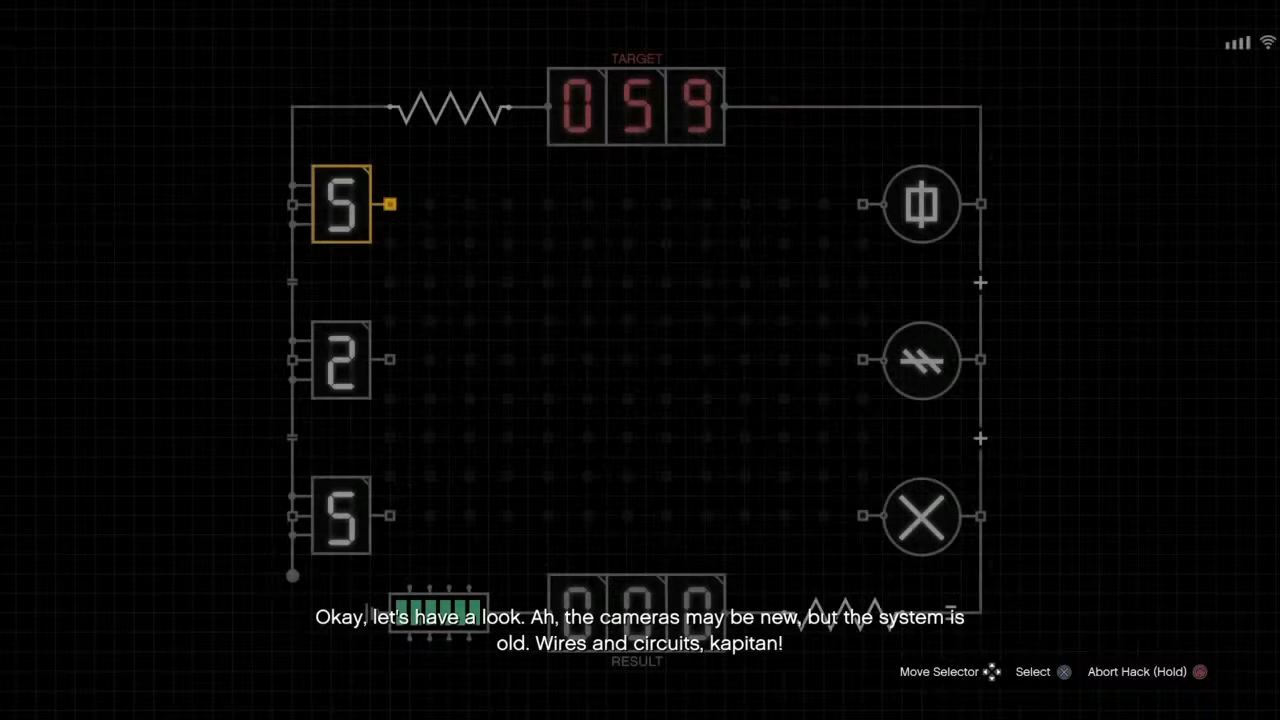 TARGET
059
5
2
5
000
Okay, let's have a look. Ah, the cameras may be new, but the system is
old. Wires and circuits, kapitan!
RESULT
Move Selector Select Abort Hack (Hold)